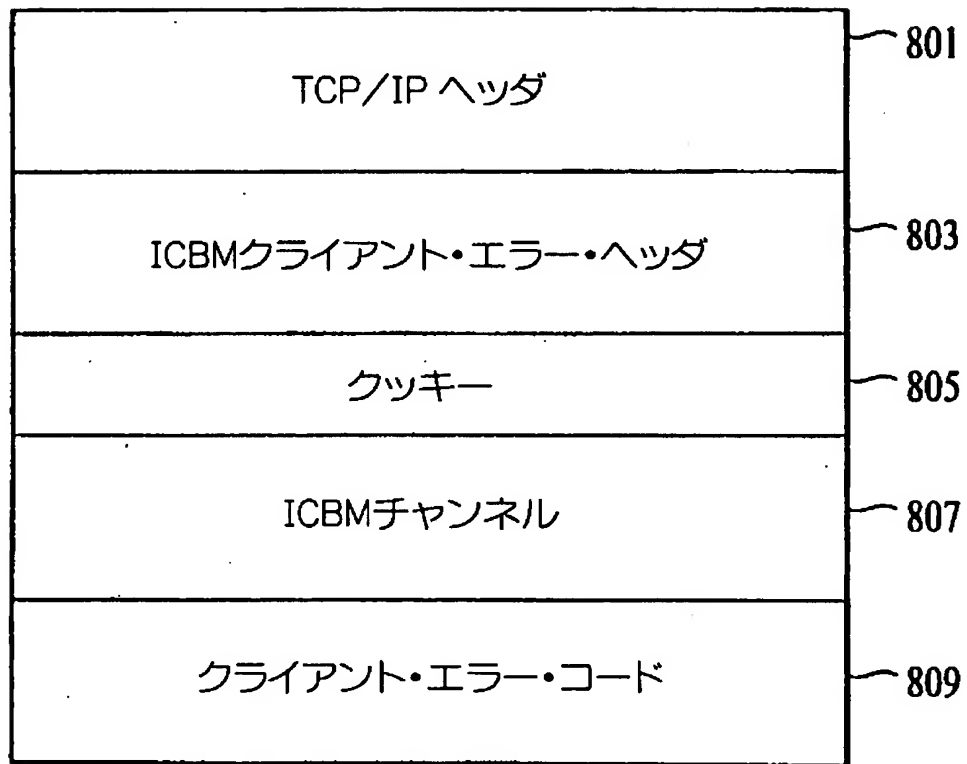 TCP/IP ヘッダ 801
ICBMクライアント・エラー・ヘッダ 803
クッキー 805
ICBMチャンネル 807
クライアント・エラー・コード 809